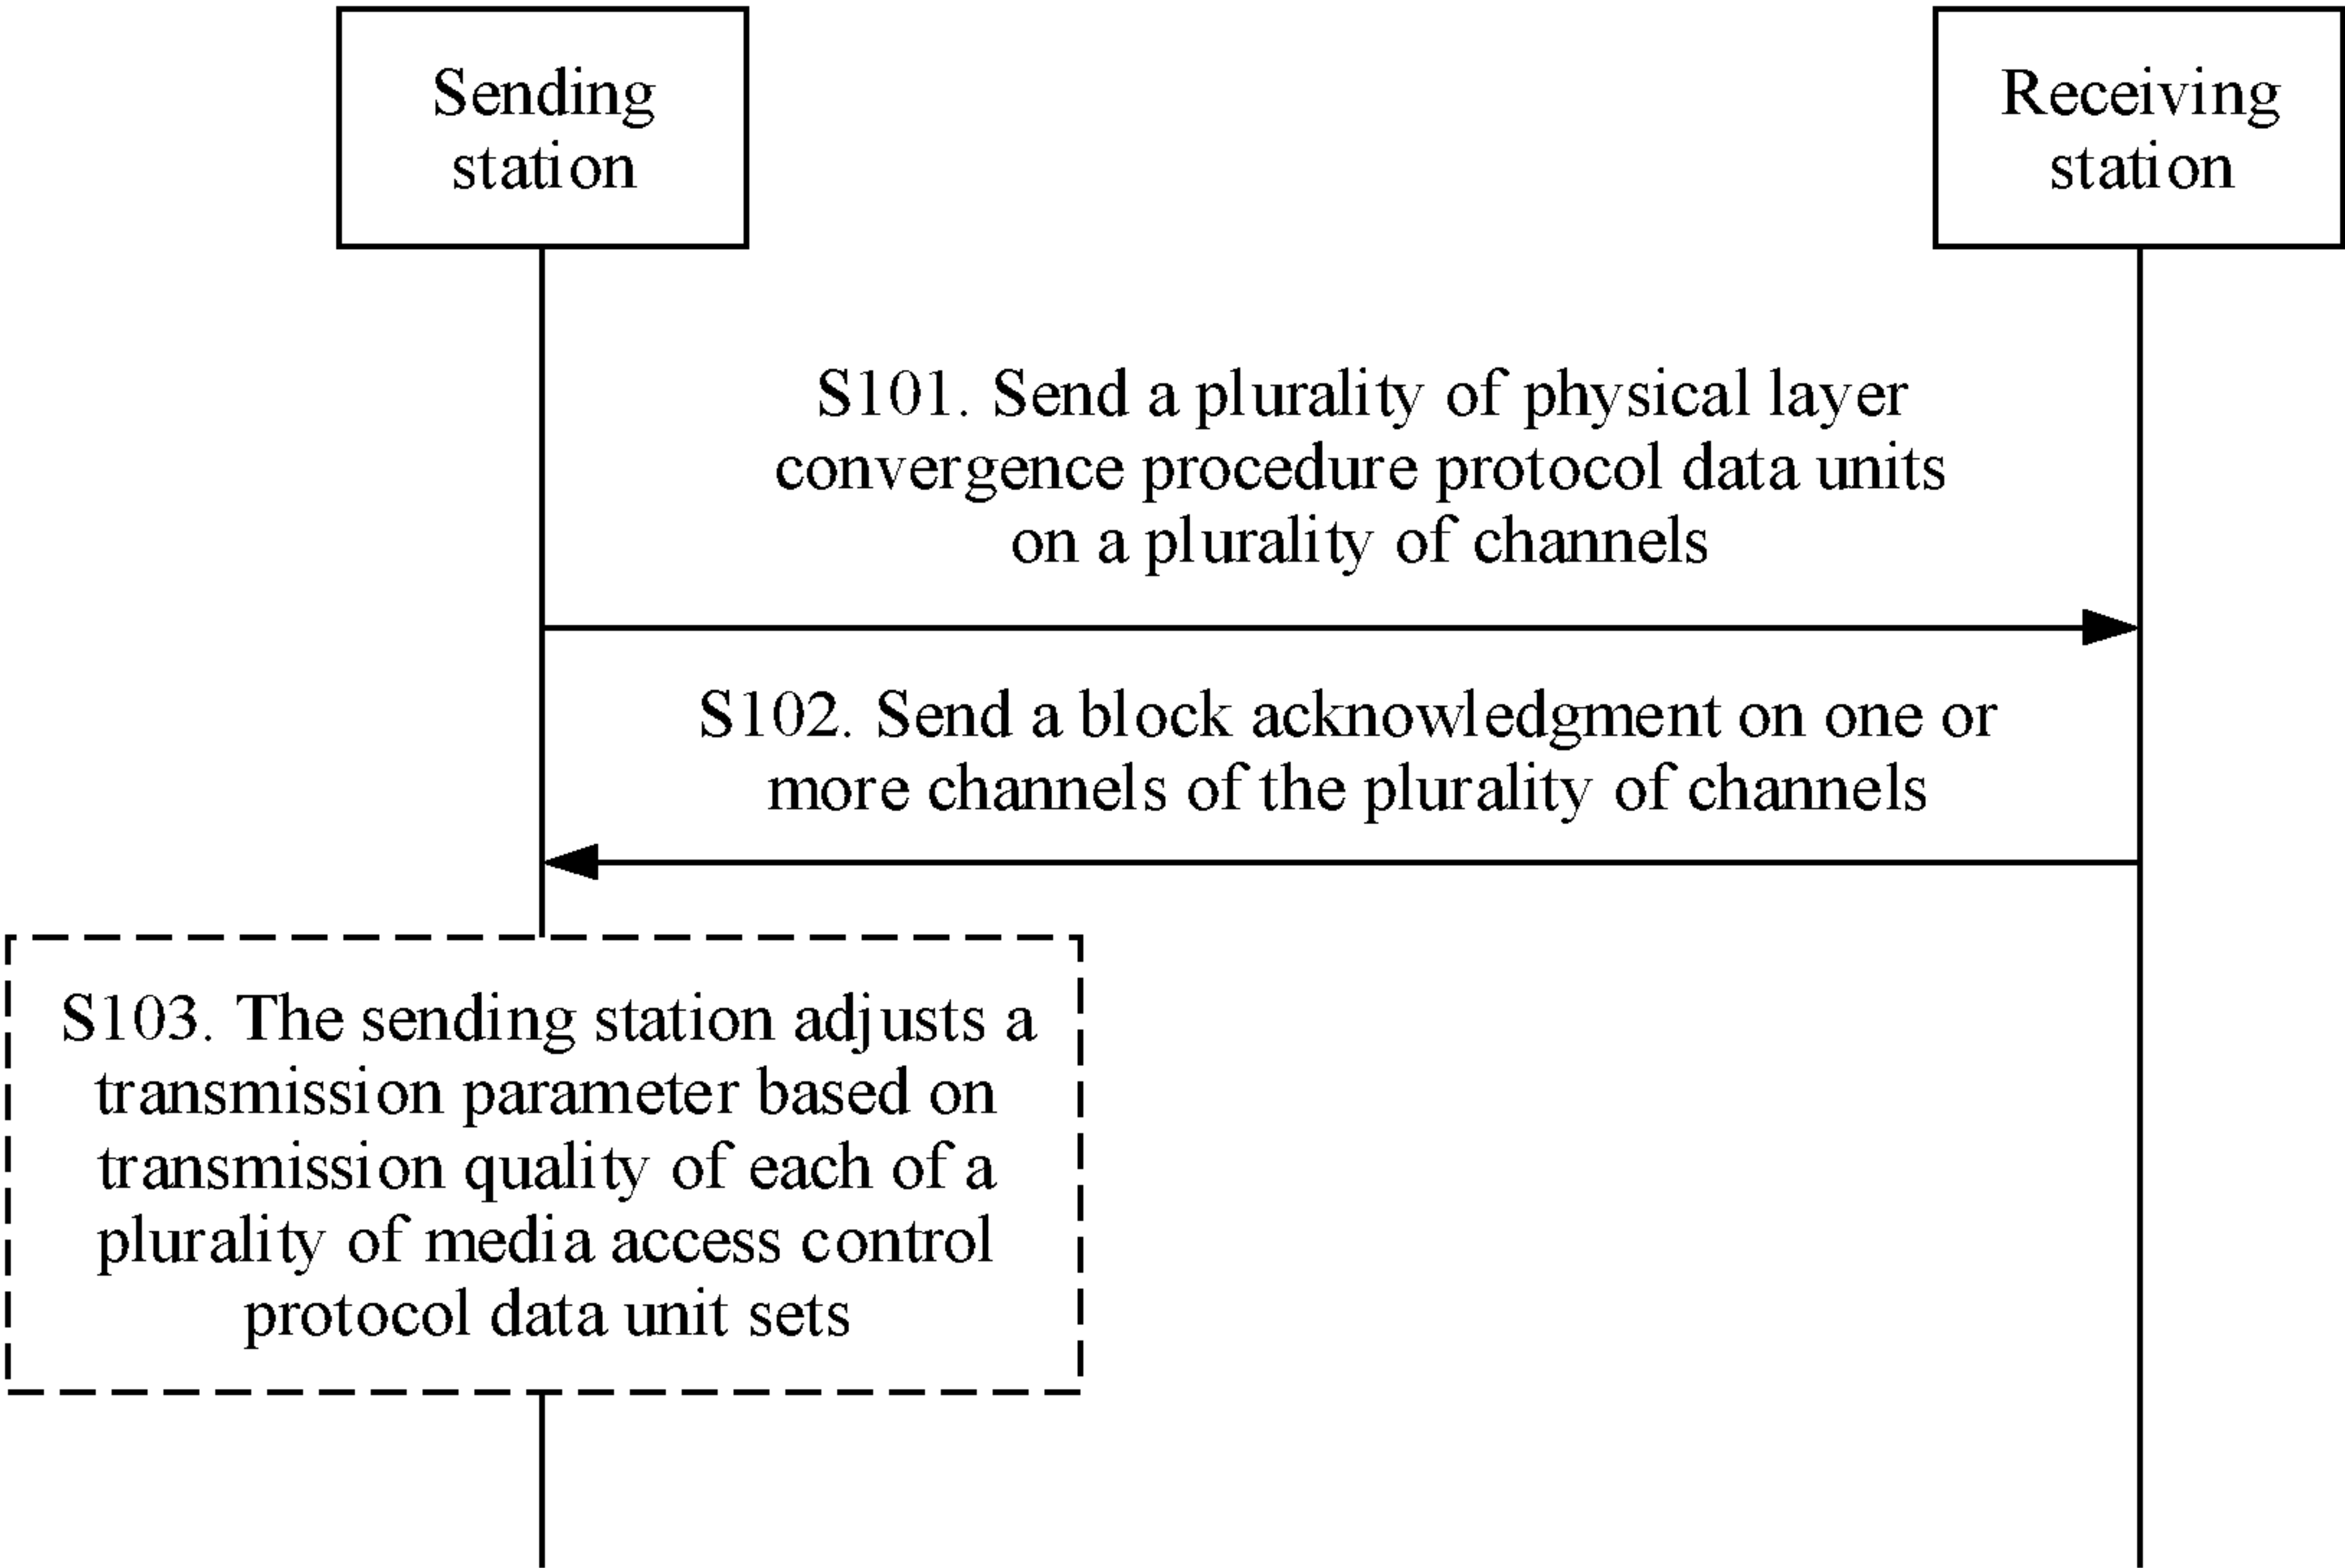 Sending
station
Receiving
station
S101. Send a plurality of physical layer
convergence procedure protocol data units
on a plurality of channels
S102. Send a block acknowledgment on one or
more channels of the plurality of channels
S103. The sending station adjusts a
transmission parameter based on
transmission quality of each of a
plurality of media access control
protocol data unit sets